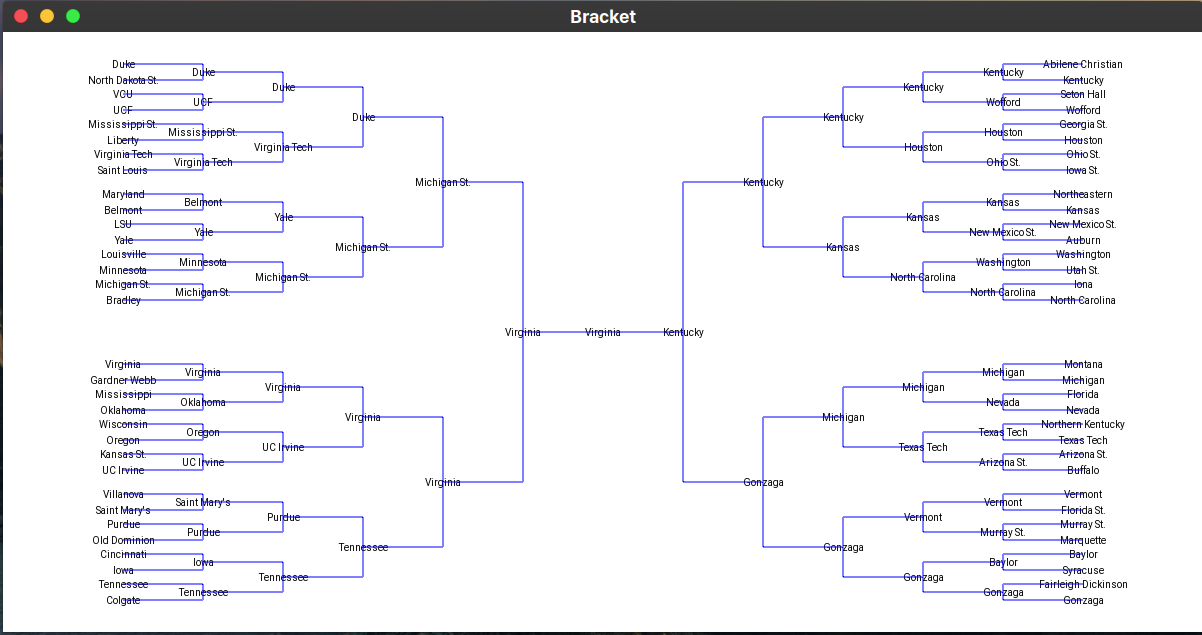 Bracket
Duke
North Dakota St.
VCU
UCF
Mississippi St.
Liberty
Virginia Tech
Saint Louis
Maryland
Belmont
LSU
Yale
Louisville
Minnesota
Michigan St.
Bradley
Virginia
Gardner Webb
Mississippi
Oklahoma
Wisconsin
Oregon
Kansas St.
UC Irvine
Villanova
Saint Mary's
Purdue
Old Dominion
Cincinnati
Iowa
Tennessee
Colgate
Duke
UCF
Mississippi St.
Virginia Tech
Belmont
Yale
Minnesota
Michigan St.
Virginia
Oklahoma
Oregon
UC Irvine
Saint Mary's
Purdue
Iowa
Tennessee
Duke
Virginia Tech
Yale
Michigan St.
Virginia
UC Irvine
Purdue
Tennessee
Duke
Michigan St.
Virginia
Tennessee
Michigan St.
Virginia
Virginia
Virginia
Kentucky
Kentucky
Gonzaga
Kentucky
Kansas
Michigan
Gonzaga
Kentucky
Houston
Kansas
North Carolina
Michigan
Texas Tech
Vermont
Gonzaga
Kentucky
Wofford
Houston
Ohio St.
Kansas
New Mexico St.
Washington
North Carolina
Michigan
Nevada
Texas Tech
Arizona St.
Vermont
Murray St.
Baylor
Gonzaga
Abilene Christian
Kentucky
Seton Hall
Wofford
Georgia St.
Houston
Ohio St.
Iowa St.
Northeastern
Kansas
New Mexico St.
Auburn
Washington
Utah St.
Iona
North Carolina
Montana
Michigan
Florida
Nevada
Northern Kentucky
Texas Tech
Arizona St.
Buffalo
Vermont
Florida St.
Murray St.
Marquette
Baylor
Syracuse
Fairleigh Dickinson
Gonzaga